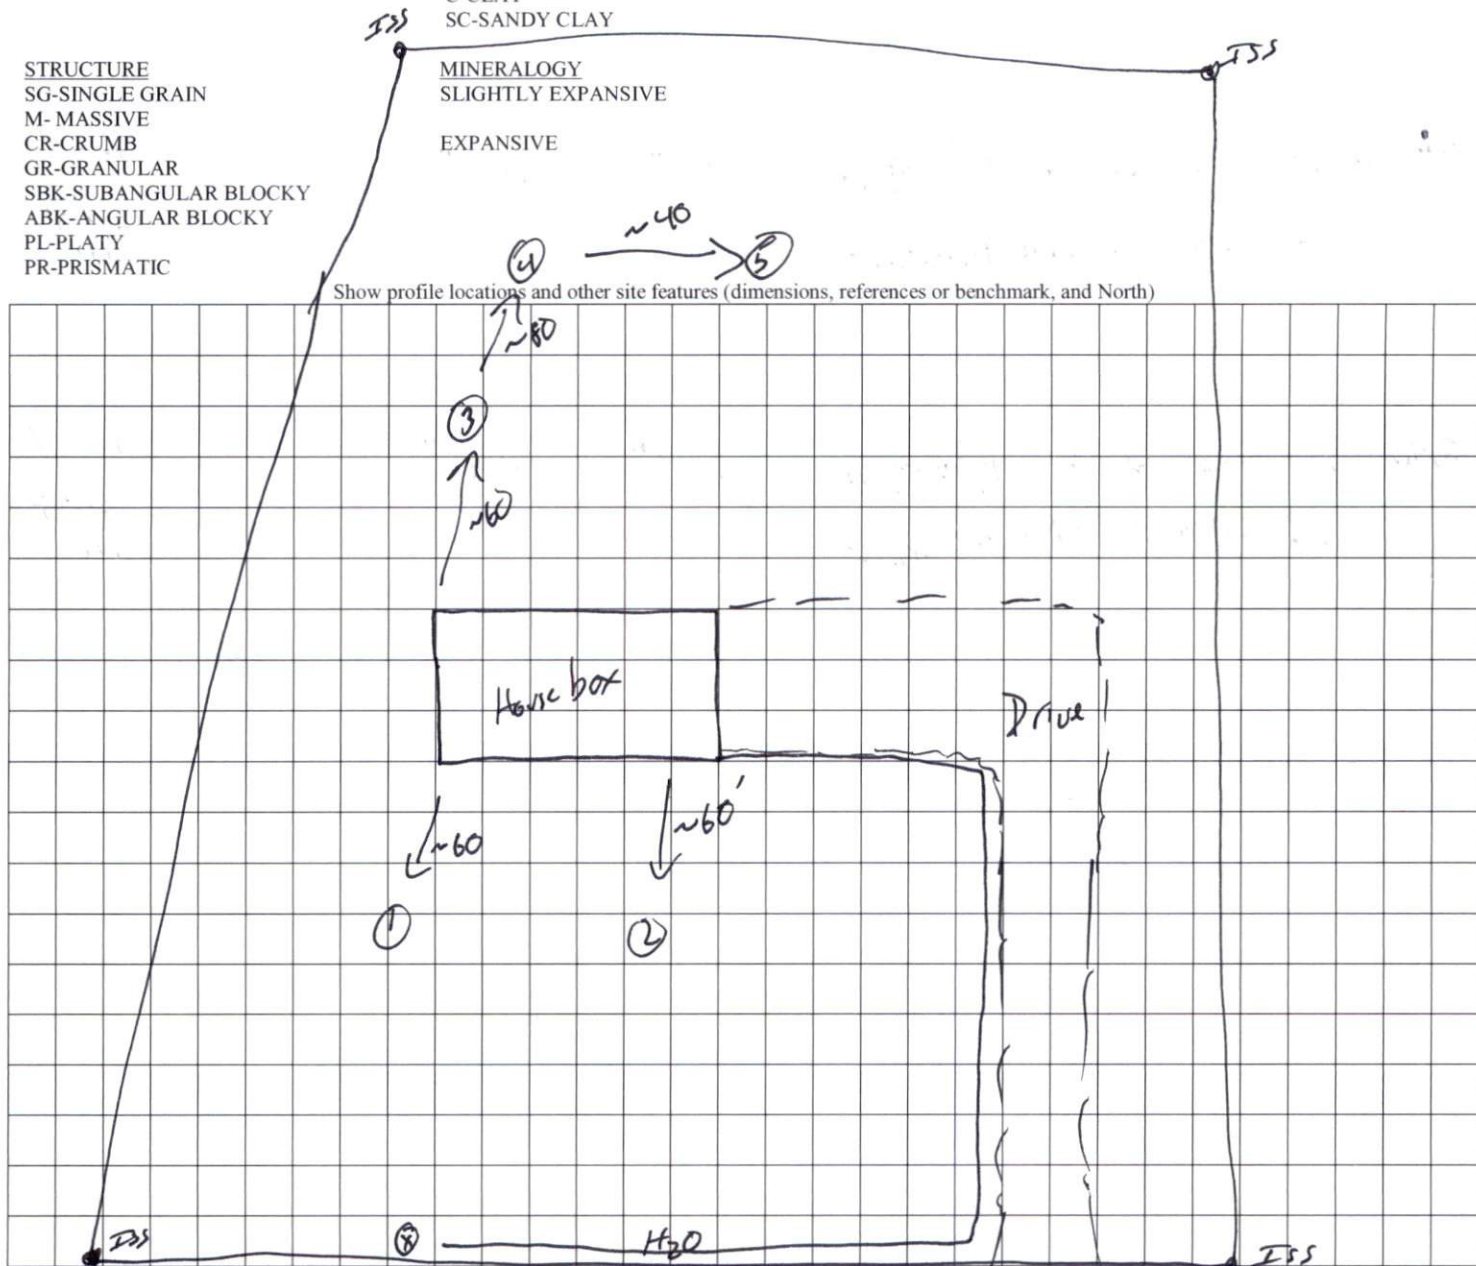 SC-SANDY CLAY
ISS
ISS
STRUCTURE
SG-SINGLE GRAIN
M- MASSIVE
CR-CRUMB
GR-GRANULAR
SBK-SUBANGULAR BLOCKY
ABK-ANGULAR BLOCKY
PL-PLATY
PR-PRISMATIC
MINERALOGY
SLIGHTLY EXPANSIVE
EXPANSIVE
4 ~40 5
Show profile locations and other site features (dimensions, references or benchmark, and North)
~80
3
~60
House box
Drive
~60
~60'
1
2
ISS
H20
ISS